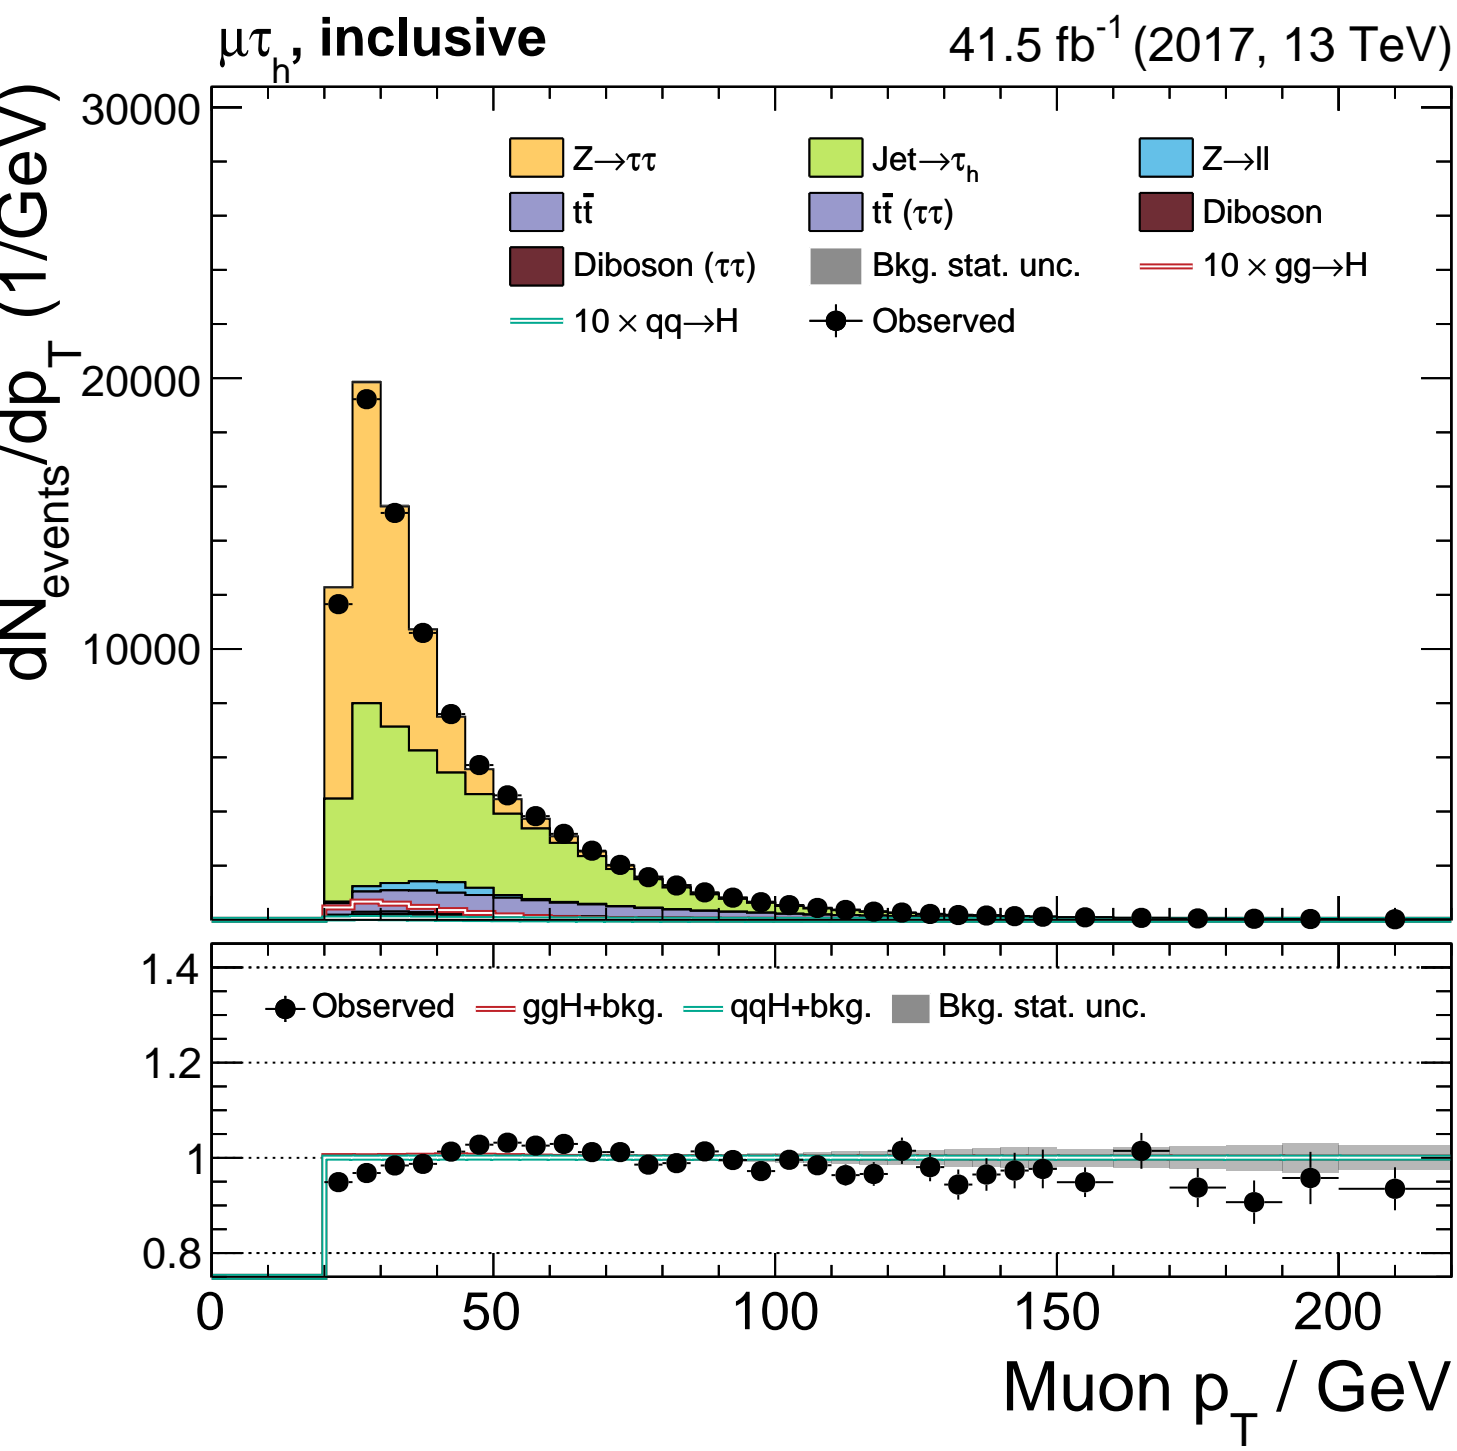 μτh, inclusive
41.5 fb-1 (2017, 13 TeV)
dNevents/dpT (1/GeV)
30000
20000
10000
Z→ττ Jet→τh Z→ll
tt̄ tt̄ (ττ) Diboson
Diboson (ττ) Bkg. stat. unc. 10 × gg→H
10 × qq→H Observed
1.4
1.2
1
0.8
Observed ggH+bkg. qqH+bkg. Bkg. stat. unc.
0 50 100 150 200
Muon pT / GeV